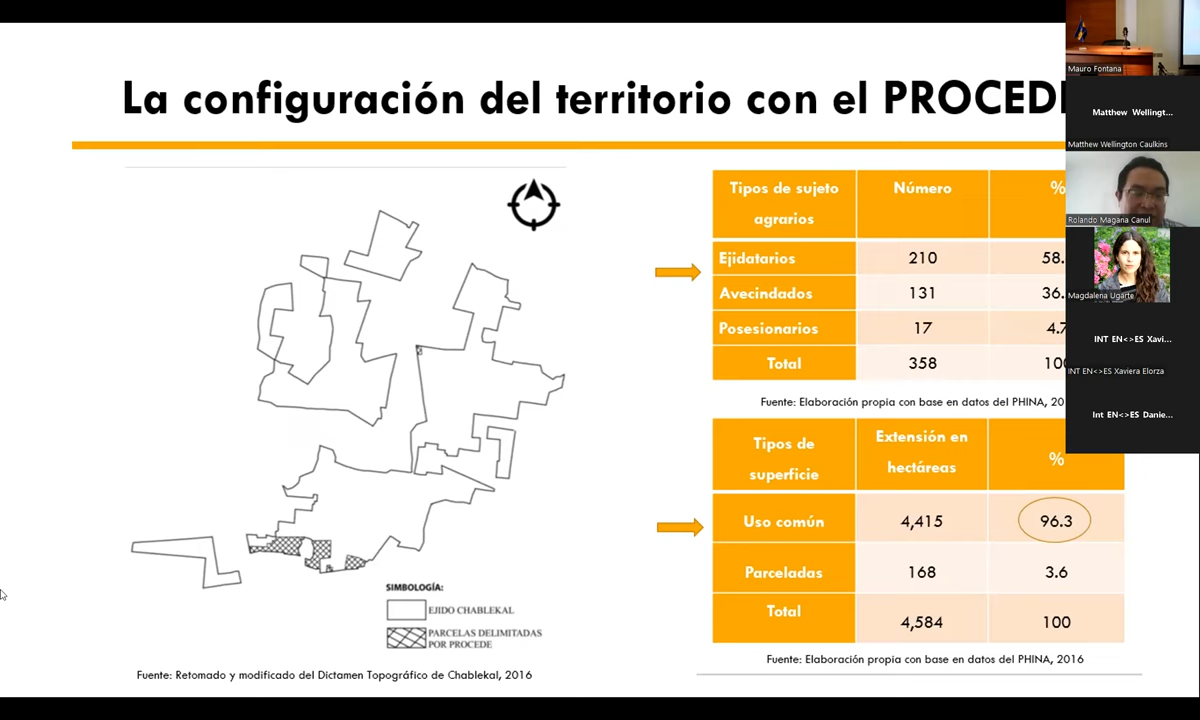 La configuración del territorio con el PROCEDE
Tipos de sujeto agrarios Número %
Ejidatarios 210 58.
Avecindados 131 36.
Posesionarios 17 4.7
Total 358 100
Fuente: Elaboración propia con base en datos del PHINA, 20
Tipos de superficie Extensión en hectáreas %
Uso común 4,415 96.3
Parceladas 168 3.6
Total 4,584 100
Fuente: Elaboración propia con base en datos del PHINA, 2016
SIMBOLOGÍA:
EJIDO CHABLEKAL
PARCELAS DELIMITADAS
POR PROCEDE
Fuente: Retomado y modificado del Dictamen Topográfico de Chablekal, 2016
Mauro Fontana
Matthew Wellingt...
Matthew Wellington Caulkins
Rolando Magana Canul
Magdalena Ugarte
INT EN<>ES Xavi...
INT EN<>ES Xaviera Elorza
Int EN<>ES Danie...